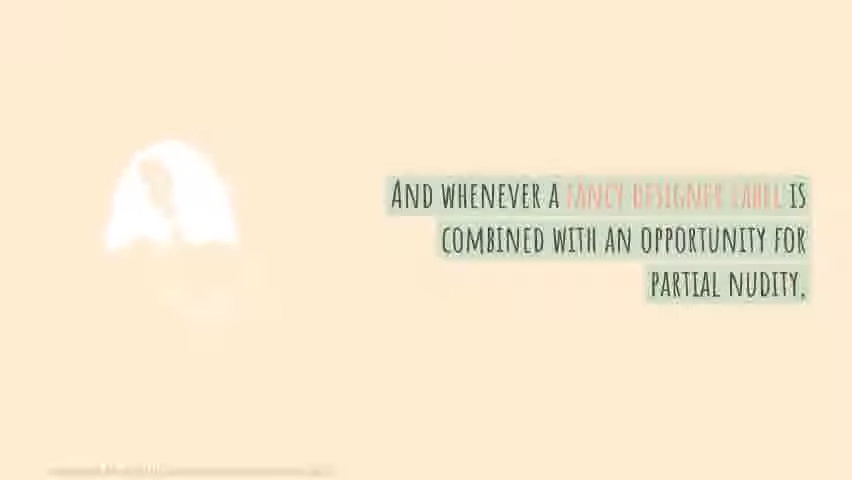 AND WHENEVER A FANCY DESIGNER LABEL IS
COMBINED WITH AN OPPORTUNITY FOR
PARTIAL NUDITY,